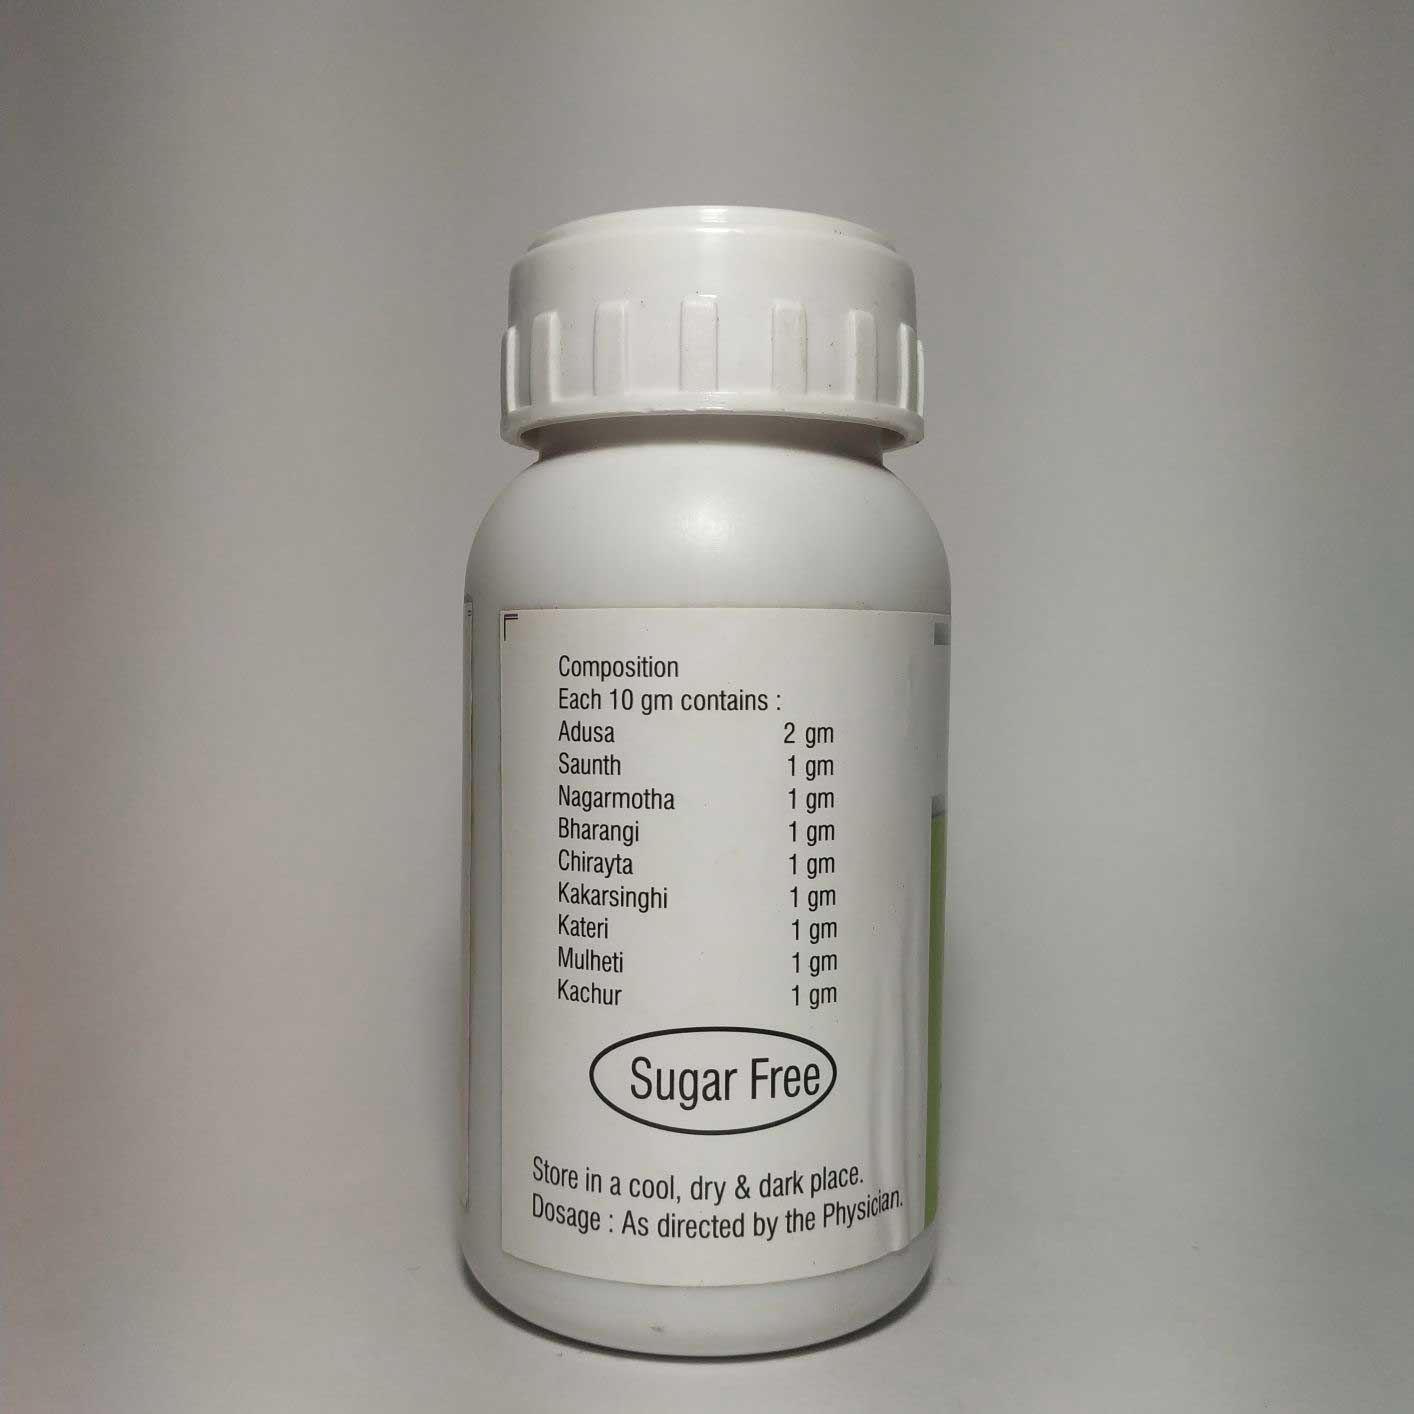 Composition
Each 10 gm contains :
Adusa 2 gm
Saunth 1 gm
Nagarmotha 1 gm
Bharangi 1 gm
Chirayta 1 gm
Kakarsinghi 1 gm
Kateri 1 gm
Mulheti 1 gm
Kachur 1 gm
Sugar Free
Store in a cool, dry & dark place.
Dosage : As directed by the Physician.